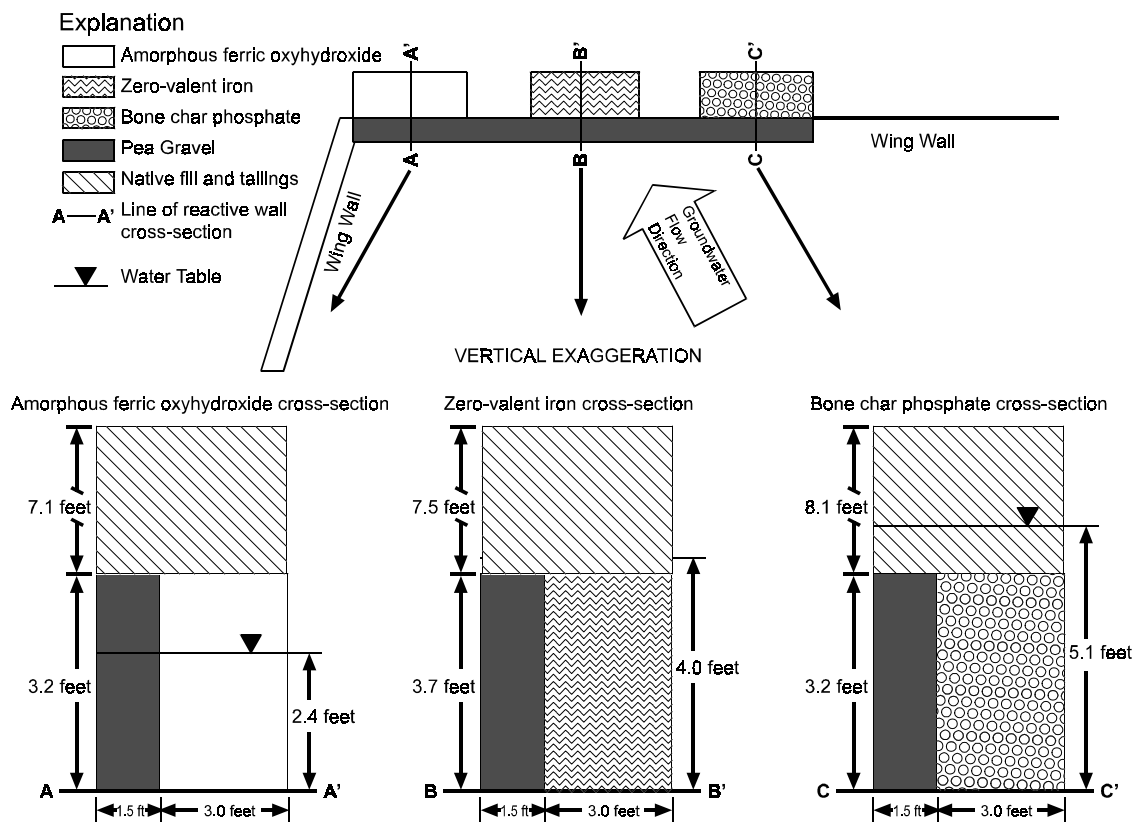 Explanation
Amorphous ferric oxyhydroxide
Zero-valent iron
Bone char phosphate
Pea Gravel
Native fill and tailings
A A' Line of reactive wall
cross-section
Water Table
A' B' C'
A B C
Wing Wall
Wing Wall
Groundwater
Flow
Direction
VERTICAL EXAGGERATION
Amorphous ferric oxyhydroxide cross-section
7.1 feet
3.2 feet
2.4 feet
A A'
1.5 ft 3.0 feet
Zero-valent iron cross-section
7.5 feet
3.7 feet
4.0 feet
B B'
1.5 ft 3.0 feet
Bone char phosphate cross-section
8.1 feet
3.2 feet
5.1 feet
C C'
1.5 ft 3.0 feet